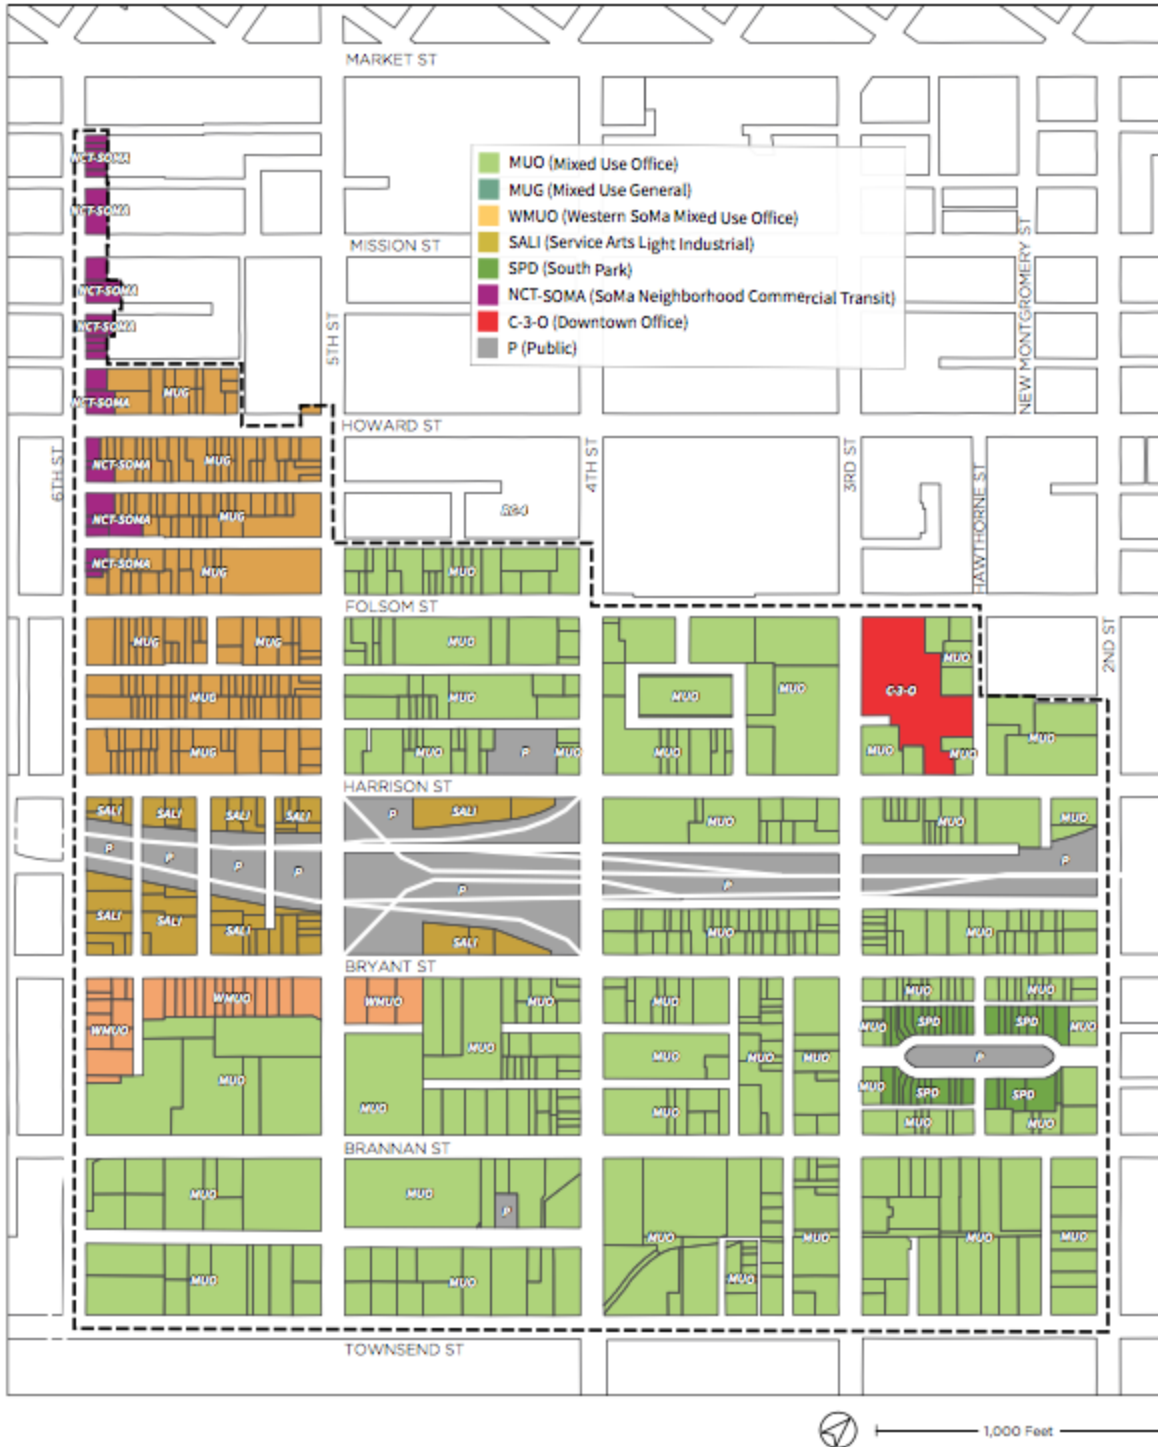 MARKET ST
NCT-SOMA
MUO (Mixed Use Office)
MUG (Mixed Use General)
WMUO (Western SoMa Mixed Use Office)
SALI (Service Arts Light Industrial)
SPD (South Park)
NCT-SOMA (SoMa Neighborhood Commercial Transit)
C-3-O (Downtown Office)
P (Public)
NCT-SOMA
MISSION ST
NEW MONTGROMERY ST
NCT-SOMA
NCT-SOMA
5TH ST
NCT-SOMA MUG
HOWARD ST
6TH ST
NCT-SOMA MUG
4TH ST
3RD ST
HAWTHORNE ST
NCT-SOMA MUG
NCT-SOMA MUG MUO
FOLSOM ST
2ND ST
MUG MUG MUO MUO
MUG MUO MUO MUO C-3-O
MUG MUO P MUO MUO MUO MUO MUO
HARRISON ST
SALI SALI SALI SALI P SALI MUO MUO MUO
P P P P P P P
SALI SALI SALI SALI MUO MUO
BRYANT ST
WMUO WMUO MUO MUO MUO MUO
WMUO MUO SPD SPD MUO
MUO MUO MUO MUO MUO P
MUO MUO MUO MUO SPD SPD
MUO MUO
BRANNAN ST
MUO MUO P
MUO MUO MUO MUO
MUO MUO MUO
TOWNSEND ST
1,000 Feet